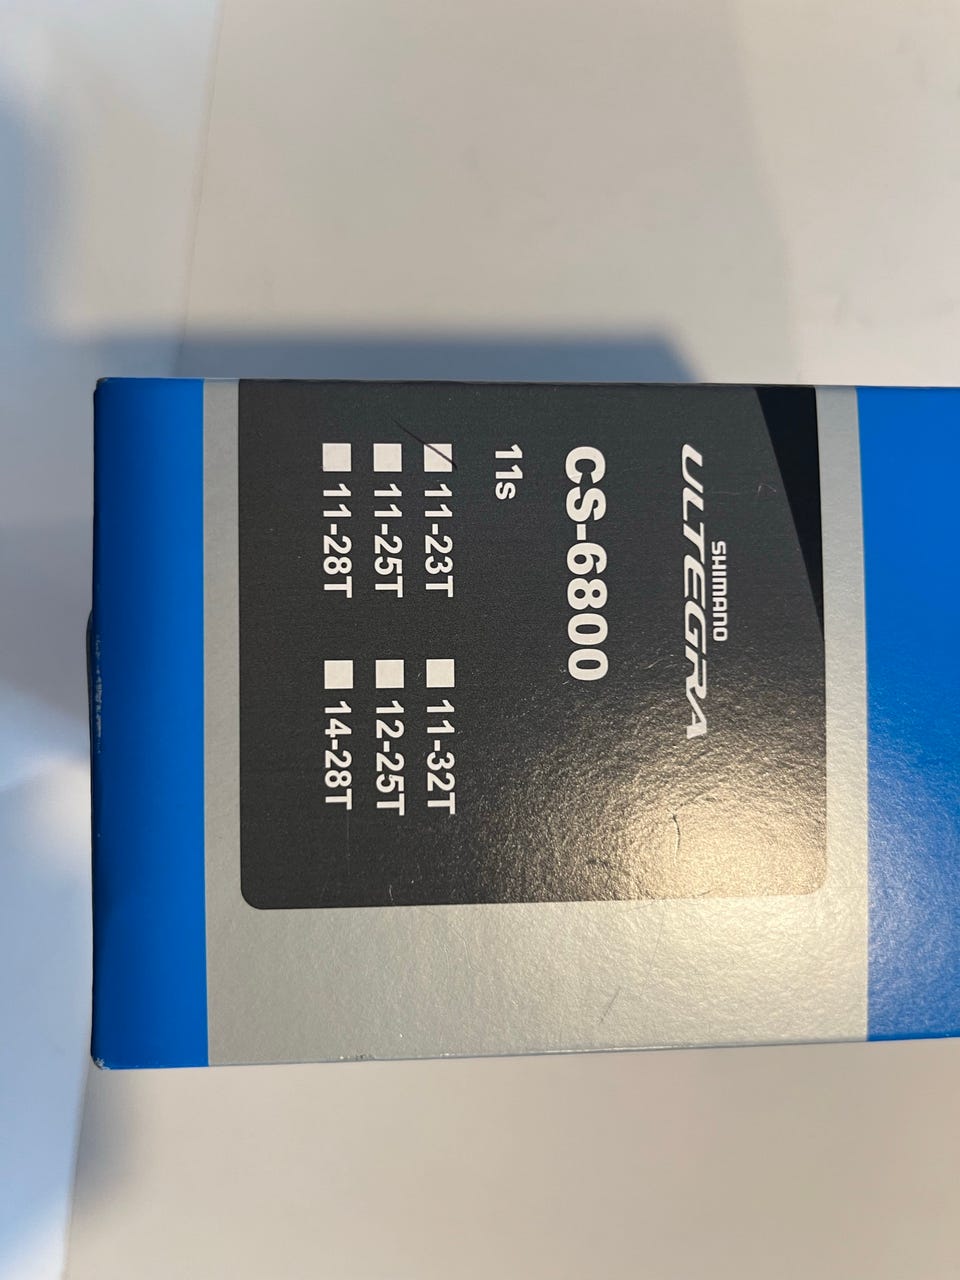 SHIMANO
ULTEGRA
CS-6800
11s
11-23T 11-32T
11-25T 12-25T
11-28T 14-28T